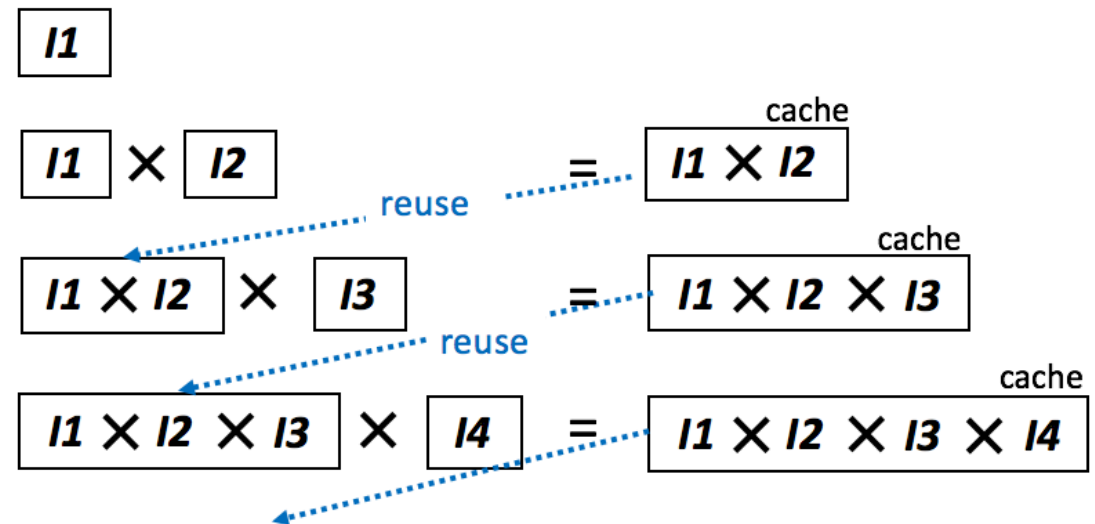 I1
cache
I1 × I2 = I1 × I2
reuse
cache
I1 × I2 × I3 = I1 × I2 × I3
reuse
cache
I1 × I2 × I3 × I4 = I1 × I2 × I3 × I4